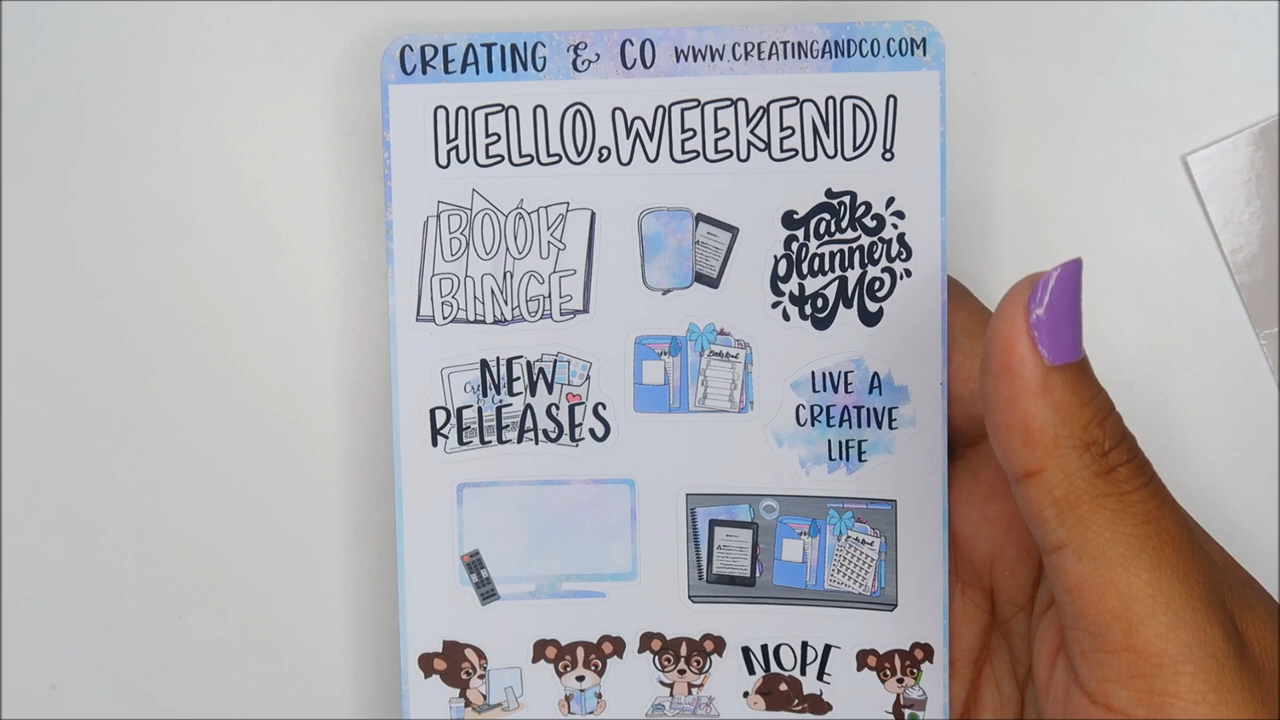 CREATING & CO WWW.CREATINGANDCO.COM
HELLO, WEEKEND!
BOOK
BINGE
Talk
planners
to Me
NEW
RELEASES
LIVE A
CREATIVE
LIFE
NOPE